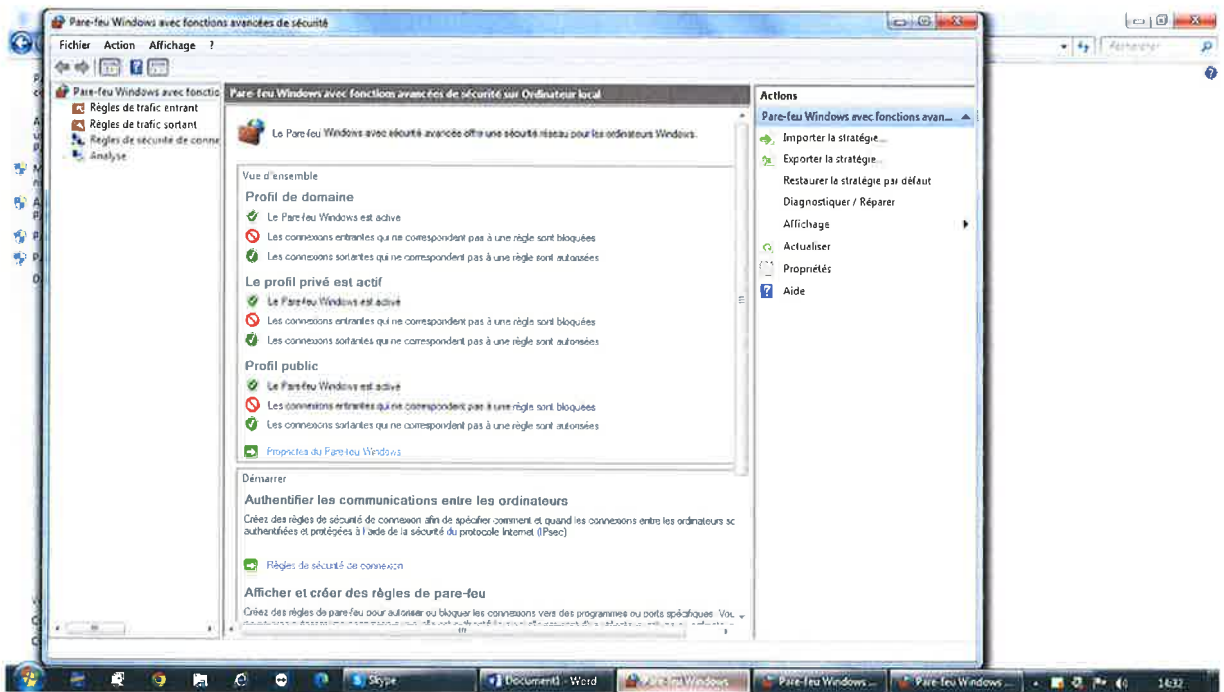 Pare-feu Windows avec fonctions avancées de sécurité
Fichier Action Affichage ?
Rechercher
Pare-feu Windows avec fonctio
Règles de trafic entrant
Règles de trafic sortant
Règles de sécurité de conne
Analyse
Pare-feu Windows avec fonctions avancées de sécurité sur Ordinateur local
Le Pare-feu Windows avec sécurité avancée offre une sécurité réseau pour les ordinateurs Windows.
Vue d'ensemble
Profil de domaine
Le Pare-feu Windows est activé
Les connexions entrantes qui ne correspondent pas à une règle sont bloquées
Les connexions sortantes qui ne correspondent pas à une règle sont autorisées
Le profil privé est actif
Le Pare-feu Windows est activé
Les connexions entrantes qui ne correspondent pas à une règle sont bloquées
Les connexions sortantes qui ne correspondent pas à une règle sont autorisées
Profil public
Le Pare-feu Windows est activé
Les connexions entrantes qui ne correspondent pas à une règle sont bloquées
Les connexions sortantes qui ne correspondent pas à une règle sont autorisées
Propriétés du Pare-feu Windows
Démarrer
Authentifier les communications entre les ordinateurs
Créez des règles de sécurité de connexion afin de spécifier comment et quand les connexions entre les ordinateurs so
authentifiées et protégées à l'aide de la sécurité du protocole Internet (IPsec)
Règles de sécurité de connexion
Afficher et créer des règles de pare-feu
Créez des règles de pare-feu pour autoriser ou bloquer les connexions vers des programmes ou ports spécifiques. Vou
Actions
Pare-feu Windows avec fonctions avan...
Importer la stratégie...
Exporter la stratégie...
Restaurer la stratégie par défaut
Diagnostiquer / Réparer
Affichage
Actualiser
Propriétés
Aide
Skype
Document1 - Word
Pare-feu Windows
Pare-feu Windows ...
Pare-feu Windows ...
14:32